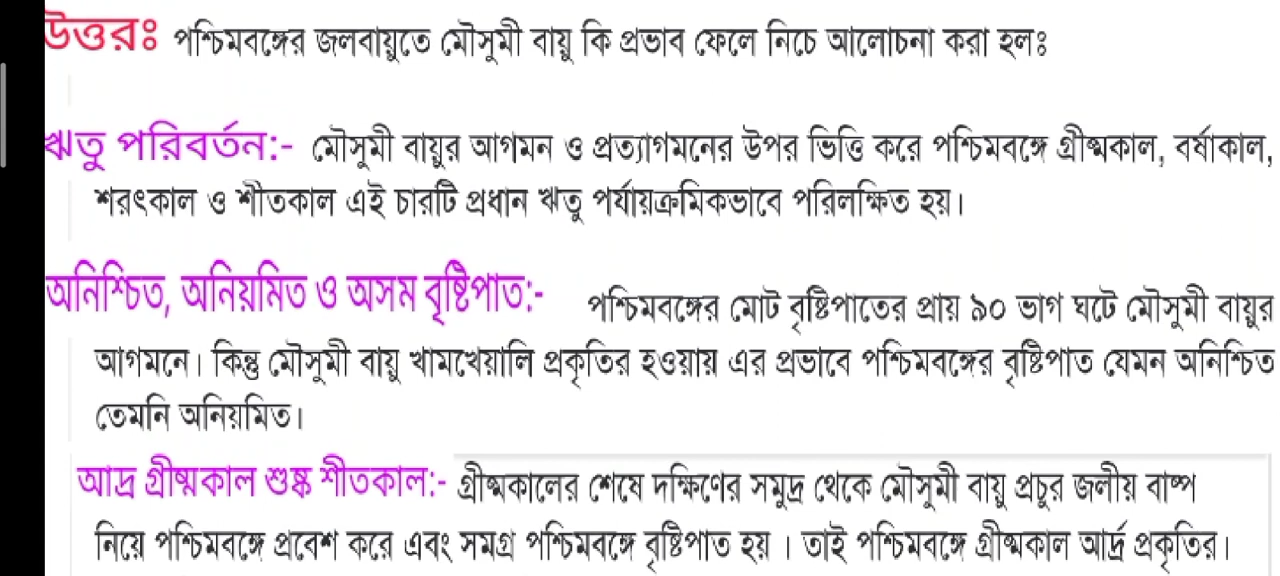 উত্তরঃ পশ্চিমবঙ্গের জলবায়ুতে মৌসুমী বায়ু কি প্রভাব ফেলে নিচে আলোচনা করা হলঃ
ঋতু পরিবর্তন:- মৌসুমী বায়ুর আগমন ও প্রত্যাগমনের উপর ভিত্তি করে পশ্চিমবঙ্গে গ্রীষ্মকাল, বর্ষাকাল,
শরৎকাল ও শীতকাল এই চারটি প্রধান ঋতু পর্যায়ক্রমিকভাবে পরিলক্ষিত হয়।
অনিশ্চিত, অনিয়মিত ও অসম বৃষ্টিপাত:- পশ্চিমবঙ্গের মোট বৃষ্টিপাতের প্রায় ৯০ ভাগ ঘটে মৌসুমী বায়ুর
আগমনে। কিন্তু মৌসুমী বায়ু খামখেয়ালি প্রকৃতির হওয়ায় এর প্রভাবে পশ্চিমবঙ্গের বৃষ্টিপাত যেমন অনিশ্চিত
তেমনি অনিয়মিত।
আদ্র গ্রীষ্মকাল শুষ্ক শীতকাল:- গ্রীষ্মকালের শেষে দক্ষিণের সমুদ্র থেকে মৌসুমী বায়ু প্রচুর জলীয় বাষ্প
নিয়ে পশ্চিমবঙ্গে প্রবেশ করে এবং সমগ্র পশ্চিমবঙ্গে বৃষ্টিপাত হয় । তাই পশ্চিমবঙ্গে গ্রীষ্মকাল আর্দ্র প্রকৃতির।